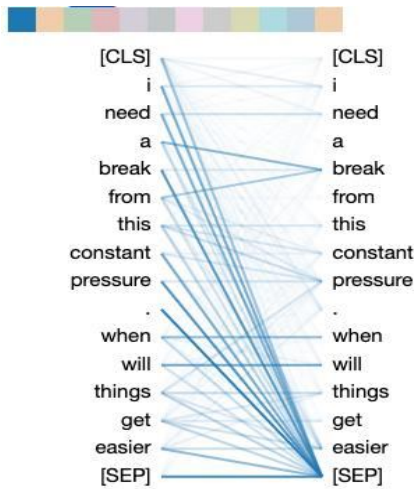 [CLS] [CLS]
i i
need need
a a
break break
from from
this this
constant constant
pressure pressure
. .
when when
will will
things things
get get
easier easier
[SEP] [SEP]